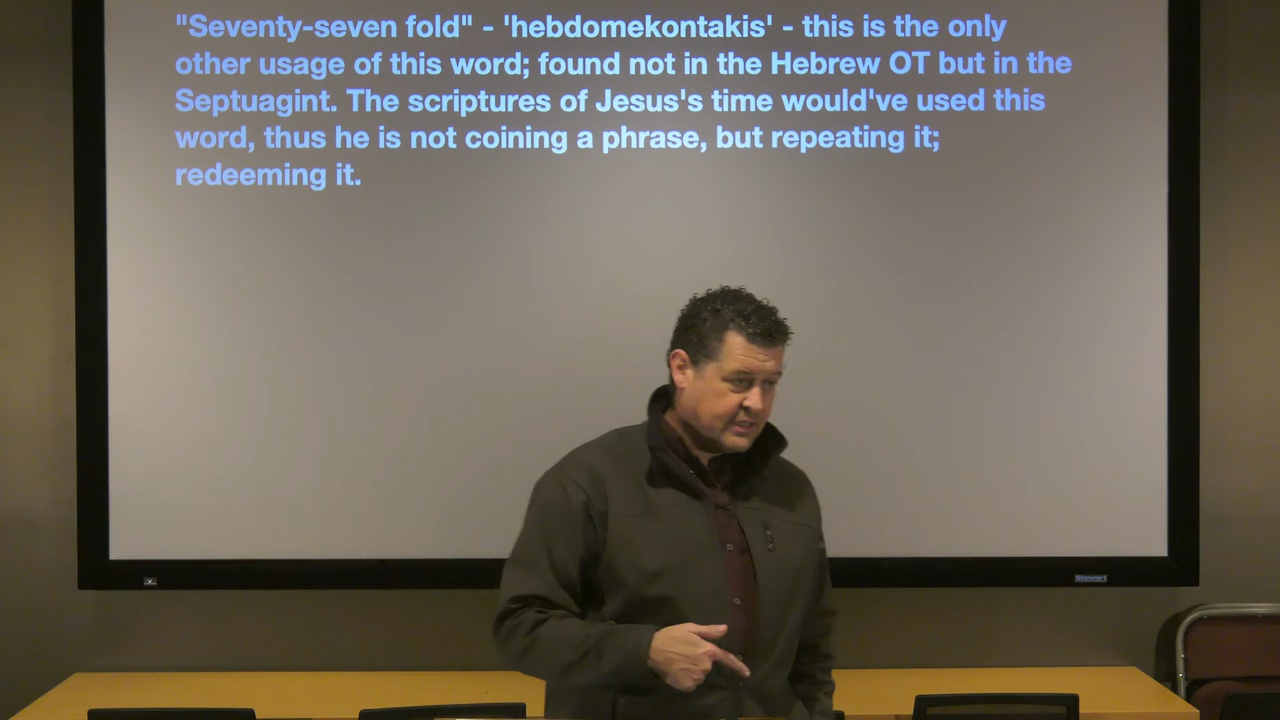 "Seventy-seven fold" - 'hebdomekontakis' - this is the only
other usage of this word; found not in the Hebrew OT but in the
Septuagint. The scriptures of Jesus's time would've used this
word, thus he is not coining a phrase, but repeating it;
redeeming it.
Stewart